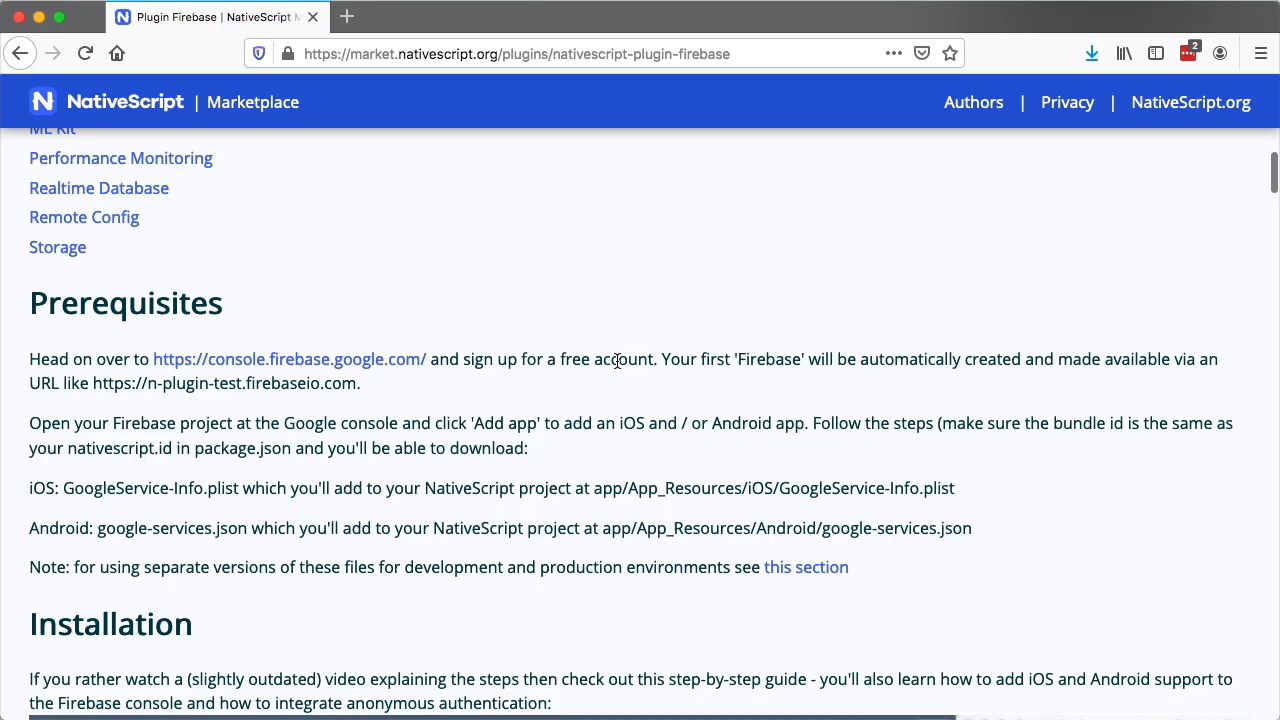 Plugin Firebase | NativeScript M
https://market.nativescript.org/plugins/nativescript-plugin-firebase
2
N NativeScript | Marketplace
Authors | Privacy | NativeScript.org
ML Kit
Performance Monitoring
Realtime Database
Remote Config
Storage
Prerequisites
Head on over to https://console.firebase.google.com/ and sign up for a free account. Your first 'Firebase' will be automatically created and made available via an
URL like https://n-plugin-test.firebaseio.com.
Open your Firebase project at the Google console and click 'Add app' to add an iOS and / or Android app. Follow the steps (make sure the bundle id is the same as
your nativescript.id in package.json and you'll be able to download:
iOS: GoogleService-Info.plist which you'll add to your NativeScript project at app/App_Resources/iOS/GoogleService-Info.plist
Android: google-services.json which you'll add to your NativeScript project at app/App_Resources/Android/google-services.json
Note: for using separate versions of these files for development and production environments see this section
Installation
If you rather watch a (slightly outdated) video explaining the steps then check out this step-by-step guide - you'll also learn how to add iOS and Android support to
the Firebase console and how to integrate anonymous authentication: